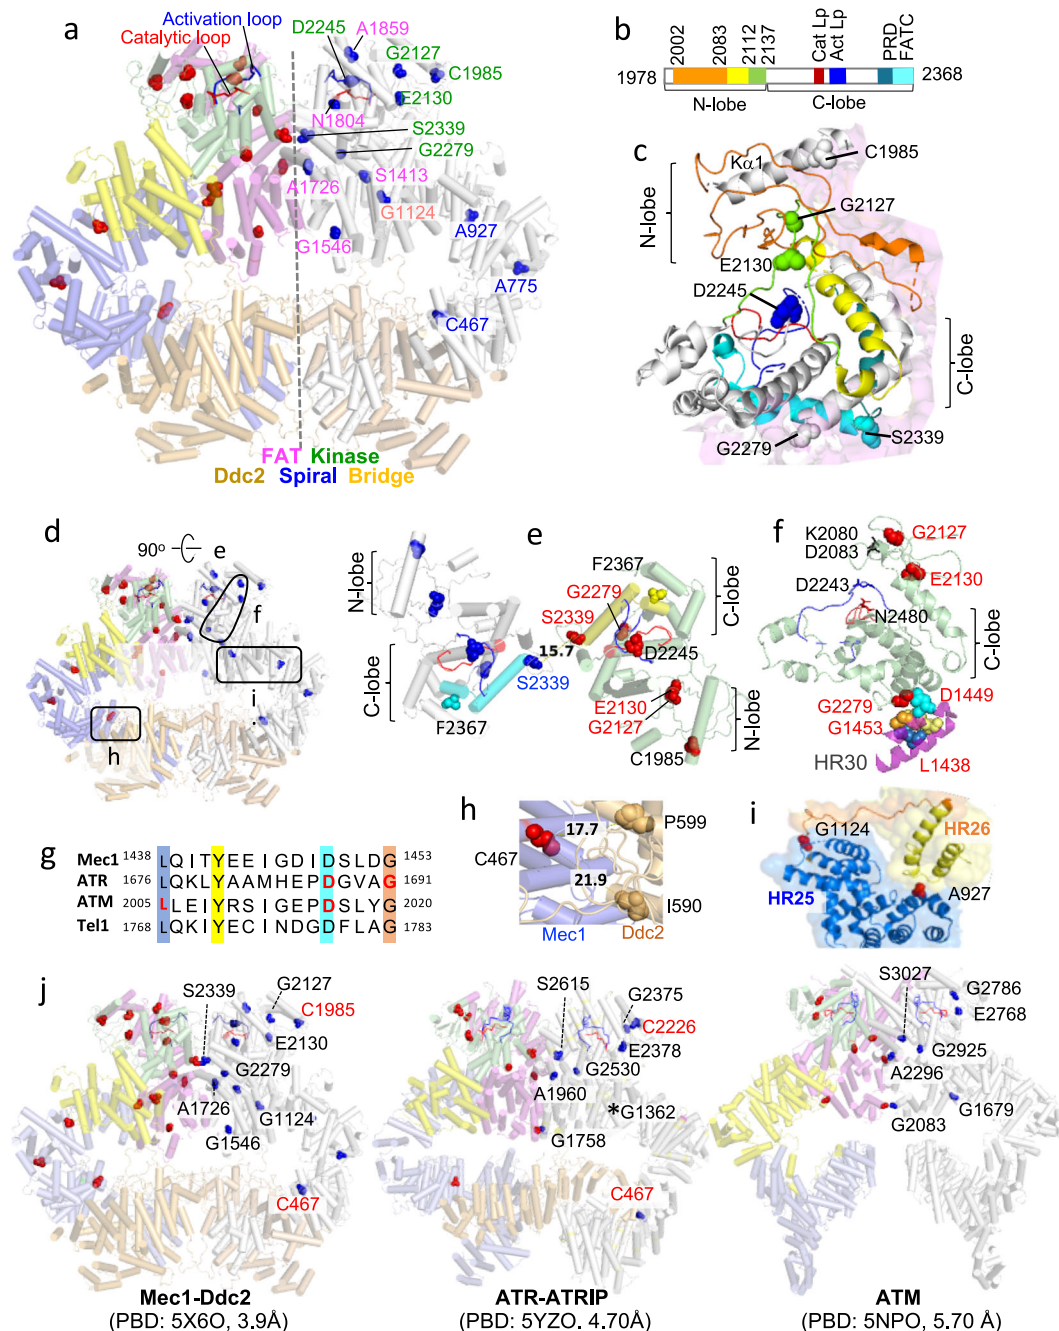 a
Activation loop
Catalytic loop
D2245
A1859
G2127
C1985
E2130
N1804
S2339
G2279
A1726
S1413
G1124
G1546
A927
A775
C467
FAT Kinase
Ddc2 Spiral Bridge
b
2002
2083
2112
2137
Cat Lp
Act Lp
PRD
FATC
1978
2368
N-lobe
C-lobe
c
Kα1
C1985
N-lobe
G2127
E2130
D2245
C-lobe
G2279
S2339
d
90°
e
f
i
h
e
N-lobe
F2367
G2279
C-lobe
S2339
15.7
D2245
S2339
C-lobe
E2130
G2127
F2367
N-lobe
C1985
f
K2080
D2083
G2127
E2130
D2243
N2480
C-lobe
G2279
D1449
G1453
HR30
L1438
g
Mec1 1438 LQITYEEIGDIDSLDG 1453
ATR 1676 LQKLYAAMHEPDGVAG 1691
ATM 2005 LLEIYRSIGEPDSLYG 2020
Tel1 1768 LQKIYECINDGDFLAG 1783
h
17.7
P599
C467
21.9
I590
Mec1
Ddc2
i
G1124
HR26
HR25
A927
j
S2339
G2127
C1985
E2130
G2279
A1726
G1124
G1546
C467
Mec1-Ddc2
(PBD: 5X6O, 3.9Å)
S2615
G2375
C2226
E2378
G2530
A1960
*G1362
G1758
C467
ATR-ATRIP
(PBD: 5YZO, 4.70Å)
S3027
G2786
E2768
G2925
A2296
G1679
G2083
ATM
(PBD: 5NPO, 5.70 Å)